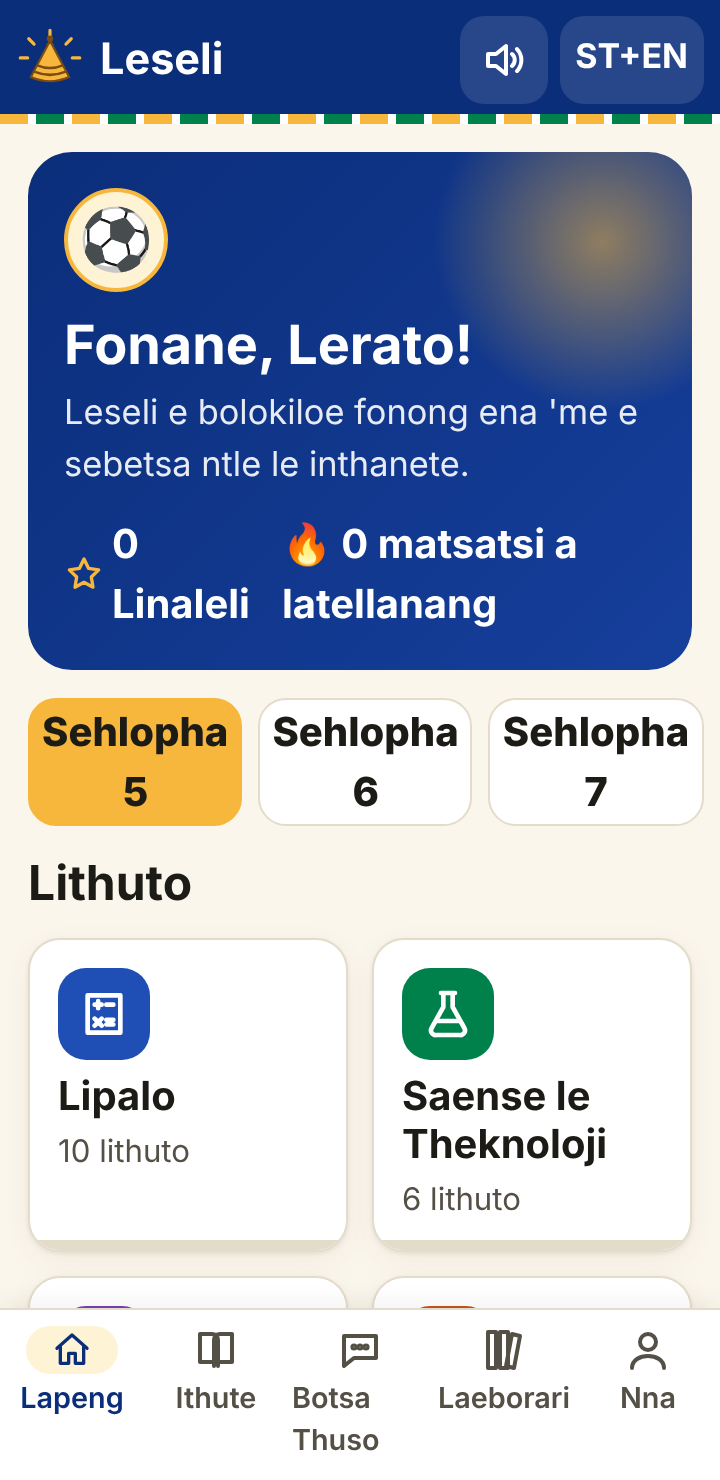 Leseli
ST+EN
Fonane, Lerato!
Leseli e bolokiloe fonong ena 'me e
sebetsa ntle le inthanete.
0
Linaleli
🔥 0 matsatsi a
latellanang
Sehlopha
5
Sehlopha
6
Sehlopha
7
Lithuto
Lipalo
10 lithuto
Saense le
Theknoloji
6 lithuto
Lapeng
Ithute
Botsa
Thuso
Laeborari
Nna